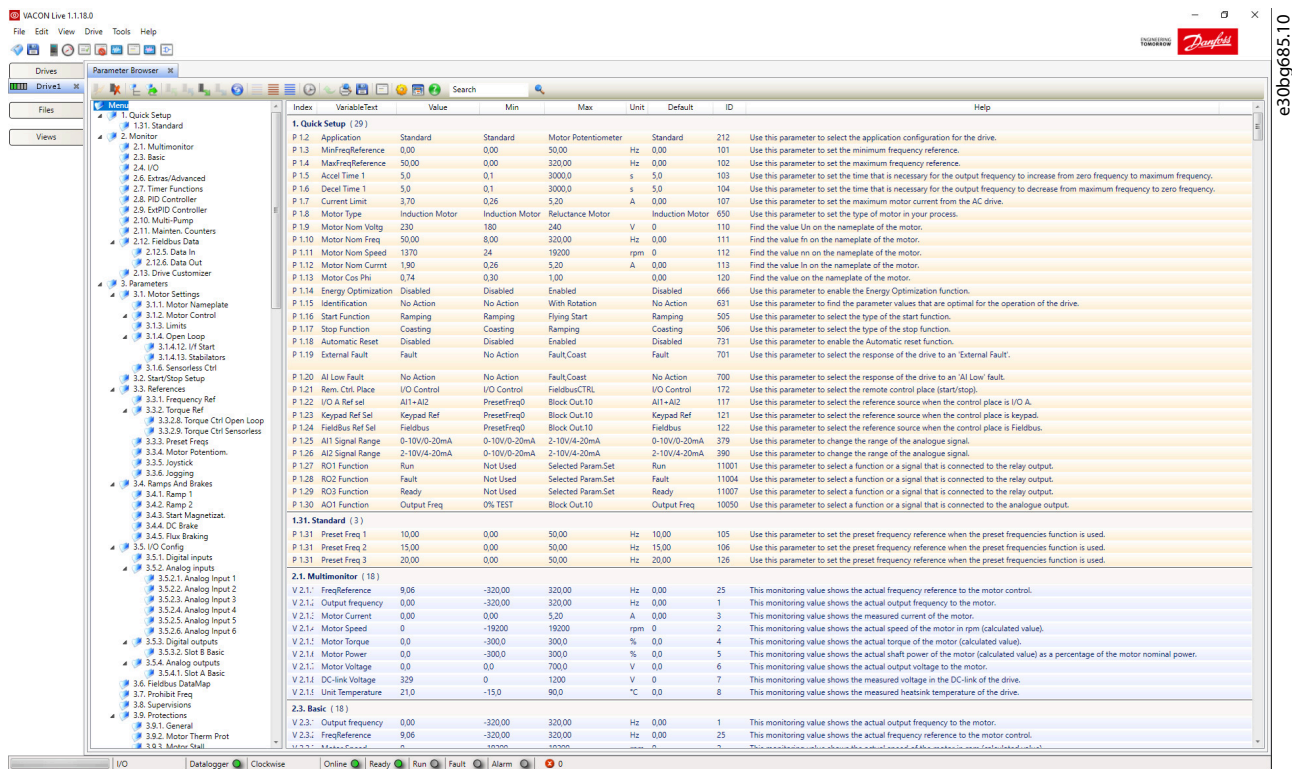 VACON Live 1.1.18.0
File Edit View Drive Tools Help
ENGINEERING TOMORROW Danfoss
e30bg685.10
Drives
Drive1
Files
Views
Parameter Browser
Search
Menu
1. Quick Setup
1.31. Standard
2. Monitor
2.1. Multimonitor
2.3. Basic
2.4. I/O
2.6. Extras/Advanced
2.7. Timer Functions
2.8. PID Controller
2.9. ExtPID Controller
2.10. Multi-Pump
2.11. Mainten. Counters
2.12. Fieldbus Data
2.12.5. Data In
2.12.6. Data Out
2.13. Drive Customizer
3. Parameters
3.1. Motor Settings
3.1.1. Motor Nameplate
3.1.2. Motor Control
3.1.3. Limits
3.1.4. Open Loop
3.1.4.12. I/f Start
3.1.4.13. Stabilators
3.1.6. Sensorless Ctrl
3.2. Start/Stop Setup
3.3. References
3.3.1. Frequency Ref
3.3.2. Torque Ref
3.3.2.8. Torque Ctrl Open Loop
3.3.2.9. Torque Ctrl Sensorless
3.3.3. Preset Freqs
3.3.4. Motor Potentiom.
3.3.5. Joystick
3.3.6. Jogging
3.4. Ramps And Brakes
3.4.1. Ramp 1
3.4.2. Ramp 2
3.4.3. Start Magnetizat.
3.4.4. DC Brake
3.4.5. Flux Braking
3.5. I/O Config
3.5.1. Digital inputs
3.5.2. Analog inputs
3.5.2.1. Analog Input 1
3.5.2.2. Analog Input 2
3.5.2.3. Analog Input 3
3.5.2.4. Analog Input 4
3.5.2.5. Analog Input 5
3.5.2.6. Analog Input 6
3.5.3. Digital outputs
3.5.3.2. Slot B Basic
3.5.4. Analog outputs
3.5.4.1. Slot A Basic
3.6. Fieldbus DataMap
3.7. Prohibit Freq
3.8. Supervisions
3.9. Protections
3.9.1. General
3.9.2. Motor Therm Prot
3.9.3. Motor Stall
Index VariableText Value Min Max Unit Default ID Help
1. Quick Setup (29)
P 1.2 Application Standard Standard Motor Potentiometer Standard 212 Use this parameter to select the application configuration for the drive.
P 1.3 MinFreqReference 0,00 0,00 50,00 Hz 0,00 101 Use this parameter to set the minimum frequency reference.
P 1.4 MaxFreqReference 50,00 0,00 320,00 Hz 0,00 102 Use this parameter to set the maximum frequency reference.
P 1.5 Accel Time 1 5,0 0,1 3000,0 s 5,0 103 Use this parameter to set the time that is necessary for the output frequency to increase from zero frequency to maximum frequency.
P 1.6 Decel Time 1 5,0 0,1 3000,0 s 5,0 104 Use this parameter to set the time that is necessary for the output frequency to decrease from maximum frequency to zero frequency.
P 1.7 Current Limit 3,70 0,26 5,20 A 0,00 107 Use this parameter to set the maximum motor current from the AC drive.
P 1.8 Motor Type Induction Motor Induction Motor Reluctance Motor Induction Motor 650 Use this parameter to set the type of motor in your process.
P 1.9 Motor Nom Voltg 230 180 240 V 0 110 Find the value Un on the nameplate of the motor.
P 1.10 Motor Nom Freq 50,00 8,00 320,00 Hz 0,00 111 Find the value fn on the nameplate of the motor.
P 1.11 Motor Nom Speed 1370 24 19200 rpm 0 112 Find the value nn on the nameplate of the motor.
P 1.12 Motor Nom Currnt 1,90 0,26 5,20 A 0,00 113 Find the value In on the nameplate of the motor.
P 1.13 Motor Cos Phi 0,74 0,30 1,00 0,00 120 Find the value on the nameplate of the motor.
P 1.14 Energy Optimization Disabled Disabled Enabled Disabled 666 Use this parameter to enable the Energy Optimization function.
P 1.15 Identification No Action No Action With Rotation No Action 631 Use this parameter to find the parameter values that are optimal for the operation of the drive.
P 1.16 Start Function Ramping Ramping Flying Start Ramping 505 Use this parameter to select the type of the start function.
P 1.17 Stop Function Coasting Coasting Ramping Coasting 506 Use this parameter to select the type of the stop function.
P 1.18 Automatic Reset Disabled Disabled Enabled Disabled 731 Use this parameter to enable the Automatic reset function.
P 1.19 External Fault Fault No Action Fault,Coast Fault 701 Use this parameter to select the response of the drive to an 'External Fault'.
P 1.20 AI Low Fault No Action No Action Fault,Coast No Action 700 Use this parameter to select the response of the drive to an 'AI Low' fault.
P 1.21 Rem. Ctrl. Place I/O Control I/O Control FieldbusCTRL I/O Control 172 Use this parameter to select the remote control place (start/stop).
P 1.22 I/O A Ref sel AI1+AI2 PresetFreq0 Block Out.10 AI1+AI2 117 Use this parameter to select the reference source when the control place is I/O A.
P 1.23 Keypad Ref Sel Keypad Ref PresetFreq0 Block Out.10 Keypad Ref 121 Use this parameter to select the reference source when the control place is keypad.
P 1.24 FieldBus Ref Sel Fieldbus PresetFreq0 Block Out.10 Fieldbus 122 Use this parameter to select the reference source when the control place is Fieldbus.
P 1.25 AI1 Signal Range 0-10V/0-20mA 0-10V/0-20mA 2-10V/4-20mA 0-10V/0-20mA 379 Use this parameter to change the range of the analogue signal.
P 1.26 AI2 Signal Range 2-10V/4-20mA 0-10V/0-20mA 2-10V/4-20mA 2-10V/4-20mA 390 Use this parameter to change the range of the analogue signal.
P 1.27 RO1 Function Run Not Used Selected Param.Set Run 11001 Use this parameter to select a function or a signal that is connected to the relay output.
P 1.28 RO2 Function Fault Not Used Selected Param.Set Fault 11004 Use this parameter to select a function or a signal that is connected to the relay output.
P 1.29 RO3 Function Ready Not Used Selected Param.Set Ready 11007 Use this parameter to select a function or a signal that is connected to the relay output.
P 1.30 AO1 Function Output Freq 0% TEST Block Out.10 Output Freq 10050 Use this parameter to select a function or a signal that is connected to the analogue output.
1.31. Standard (3)
P 1.31 Preset Freq 1 10,00 0,00 50,00 Hz 10,00 105 Use this parameter to set the preset frequency reference when the preset frequencies function is used.
P 1.31 Preset Freq 2 15,00 0,00 50,00 Hz 15,00 106 Use this parameter to set the preset frequency reference when the preset frequencies function is used.
P 1.31 Preset Freq 3 20,00 0,00 50,00 Hz 20,00 126 Use this parameter to set the preset frequency reference when the preset frequencies function is used.
2.1. Multimonitor (18)
V 2.1. FreqReference 9,06 -320,00 320,00 Hz 0,00 25 This monitoring value shows the actual frequency reference to the motor control.
V 2.1. Output frequency 0,00 -320,00 320,00 Hz 0,00 1 This monitoring value shows the actual output frequency to the motor.
V 2.1. Motor Current 0,00 0,00 5,20 A 0,00 3 This monitoring value shows the measured current of the motor.
V 2.1. Motor Speed 0 -19200 19200 rpm 0 2 This monitoring value shows the actual speed of the motor in rpm (calculated value).
V 2.1. Motor Torque 0,0 -300,0 300,0 % 0,0 4 This monitoring value shows the actual torque of the motor (calculated value).
V 2.1. Motor Power 0,0 -300,0 300,0 % 0,0 5 This monitoring value shows the actual shaft power of the motor (calculated value) as a percentage of the motor nominal power.
V 2.1. Motor Voltage 0,0 0,0 700,0 V 0,0 6 This monitoring value shows the actual output voltage to the motor.
V 2.1. DC-link Voltage 329 0 1200 V 0 7 This monitoring value shows the measured voltage in the DC-link of the drive.
V 2.1. Unit Temperature 21,0 -15,0 90,0 °C 0,0 8 This monitoring value shows the measured heatsink temperature of the drive.
2.3. Basic (18)
V 2.3. Output frequency 0,00 -320,00 320,00 Hz 0,00 1 This monitoring value shows the actual output frequency to the motor.
V 2.3. FreqReference 9,06 -320,00 320,00 Hz 0,00 25 This monitoring value shows the actual frequency reference to the motor control.
I/O Datalogger Clockwise Online Ready Run Fault Alarm 0